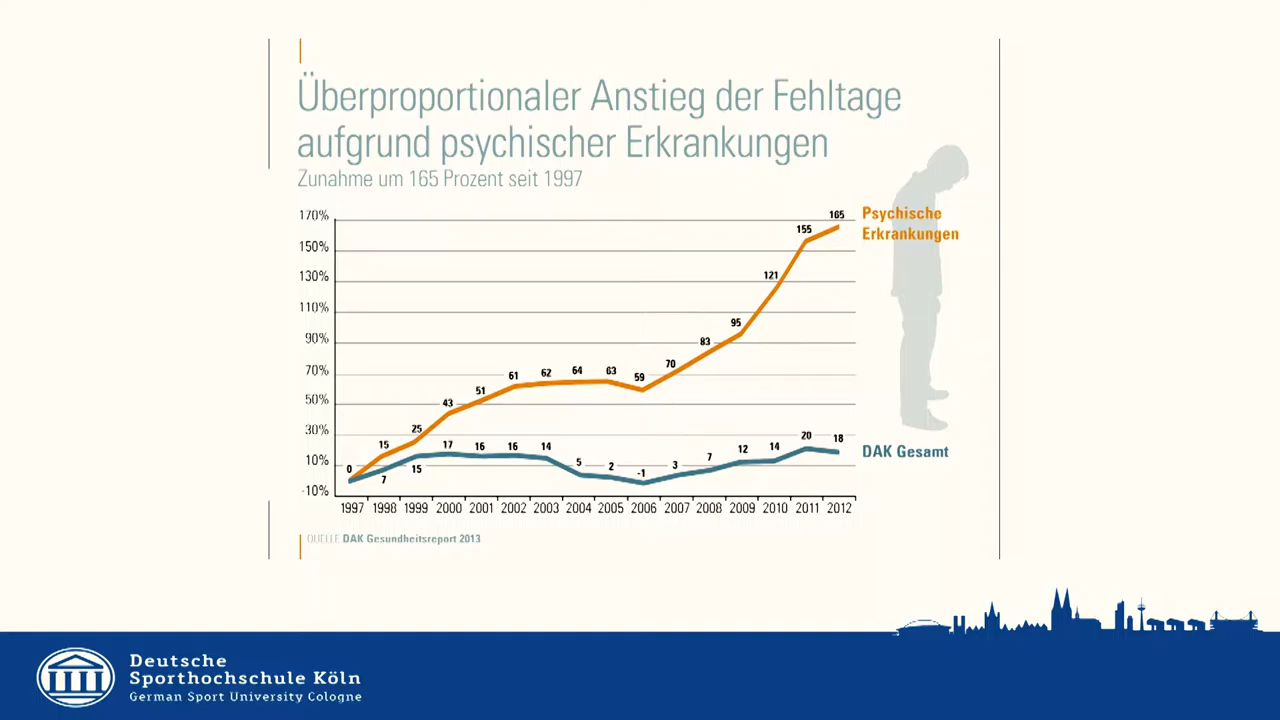 Überproportionaler Anstieg der Fehltage
aufgrund psychischer Erkrankungen
Zunahme um 165 Prozent seit 1997
170%
150%
130%
110%
90%
70%
50%
30%
10%
-10%
0 15 25 43 51 61 62 64 63 59 70 83 95 121 155 165
Psychische
Erkrankungen
7 15 17 16 16 14 5 2 -1 3 7 12 14 20 18
DAK Gesamt
1997 1998 1999 2000 2001 2002 2003 2004 2005 2006 2007 2008 2009 2010 2011 2012
QUELLE DAK Gesundheitsreport 2013
Deutsche
Sporthochschule Köln
German Sport University Cologne